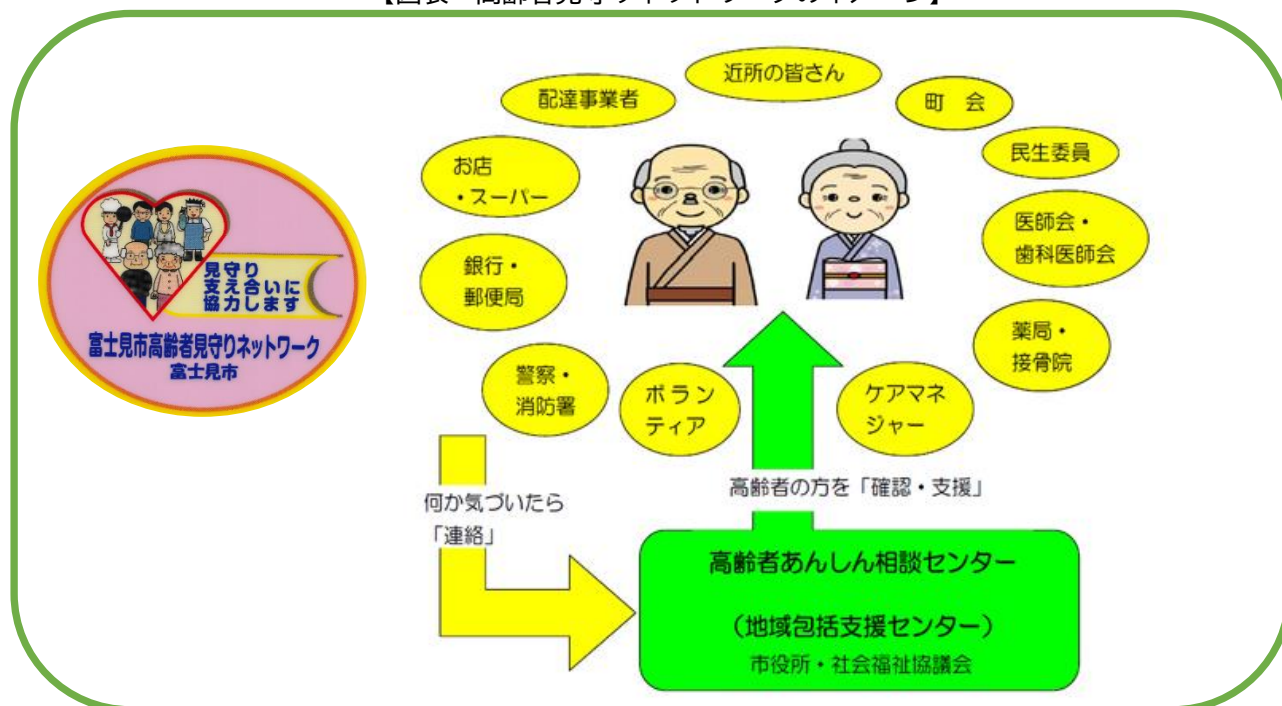 近所の皆さん
配達事業者
町 会
民生委員
お店
・スーパー
医師会・
歯科医師会
銀行・
郵便局
薬局・
接骨院
警察・
消防署
ボラン
ティア
ケアマネ
ジャー
見守り
支え合いに
協力します
富士見市高齢者見守りネットワーク
富士見市
何か気づいたら
「連絡」
高齢者の方を「確認・支援」
高齢者あんしん相談センター
（地域包括支援センター）
市役所・社会福祉協議会